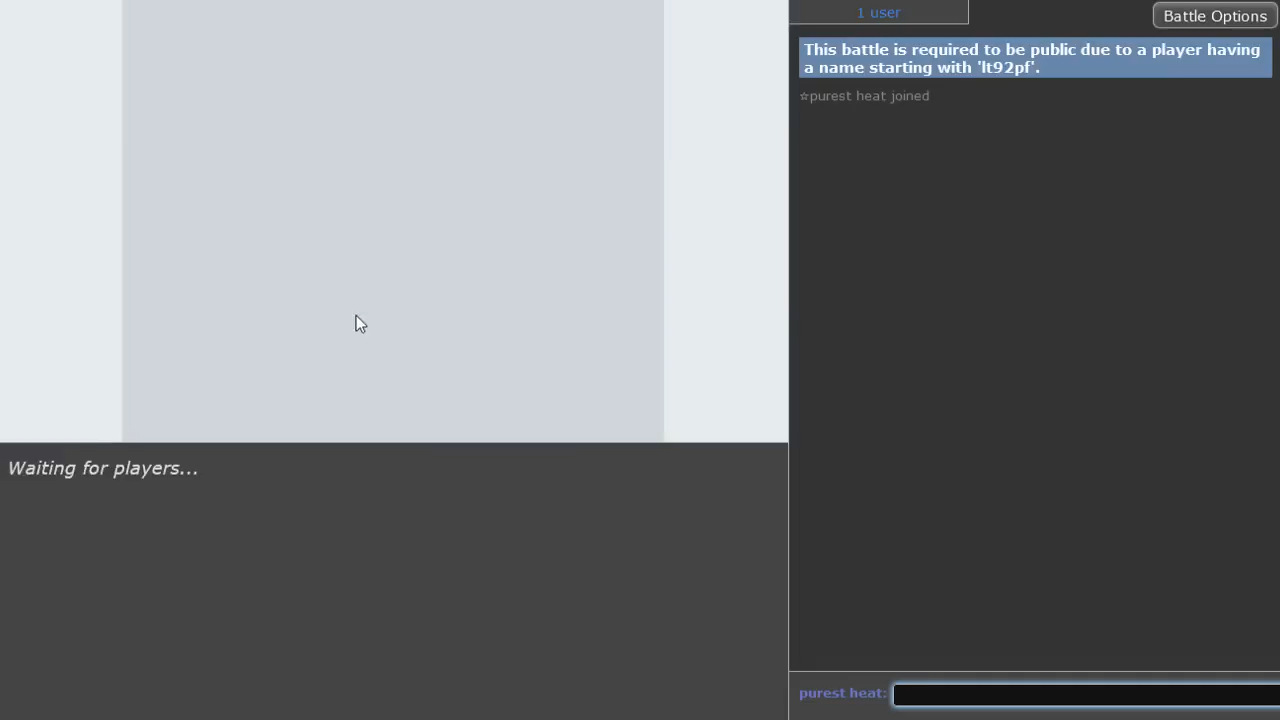 1 user
Battle Options
This battle is required to be public due to a player having
a name starting with 'lt92pf'.
☆purest heat joined
Waiting for players...
purest heat: